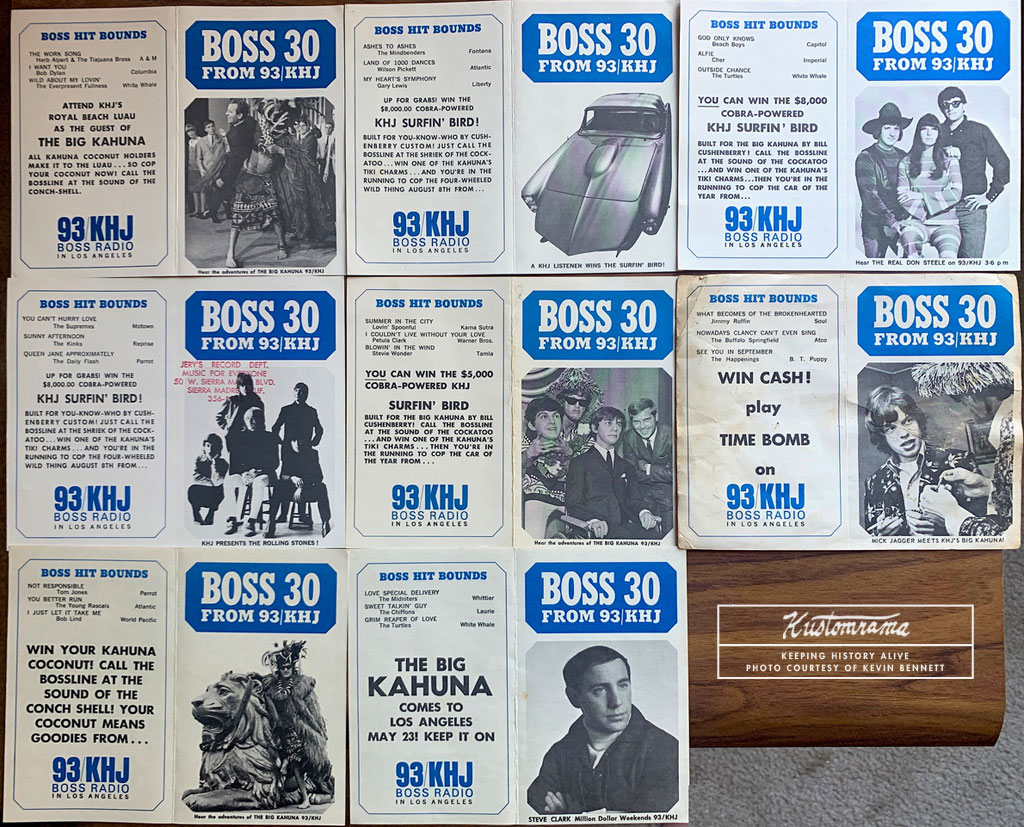 BOSS HIT BOUNDS
THE WORK SONG
Herb Alpert & The Tiajuana Brass A & M
I WANT YOU
Bob Dylan Columbia
WILD ABOUT MY LOVIN'
The Everpresent Fullness White Whale
ATTEND KHJ'S
ROYAL BEACH LUAU
AS THE GUEST OF
THE BIG KAHUNA
ALL KAHUNA COCONUT HOLDERS
MAKE IT TO THE LUAU . . . SO COP
YOUR COCONUT NOW! CALL THE
BOSSLINE AT THE SOUND OF THE
CONCH-SHELL.
93/KHJ
BOSS RADIO
IN LOS ANGELES
BOSS 30
FROM 93/KHJ
Hear the adventures of THE BIG KAHUNA 93/KHJ
BOSS HIT BOUNDS
ASHES TO ASHES
The Mindbenders Fontana
LAND OF 1000 DANCES
Wilson Pickett Atlantic
MY HEART'S SYMPHONY
Gary Lewis Liberty
UP FOR GRABS! WIN THE
$8,000.00 COBRA-POWERED
KHJ SURFIN' BIRD!
BUILT FOR YOU-KNOW-WHO BY CUSH-
ENBERRY CUSTOM! JUST CALL THE
BOSSLINE AT THE SHRIEK OF THE COCK-
ATOO . . . WIN ONE OF THE KAHUNA'S
TIKI CHARMS . . . AND YOU'RE IN THE
RUNNING TO COP THE FOUR-WHEELED
WILD THING AUGUST 8TH FROM . . .
93/KHJ
BOSS RADIO
IN LOS ANGELES
BOSS 30
FROM 93/KHJ
A KHJ LISTENER WINS THE SURFIN' BIRD!
BOSS HIT BOUNDS
GOD ONLY KNOWS
Beach Boys Capitol
ALFIE
Cher Imperial
OUTSIDE CHANCE
The Turtles White Whale
YOU CAN WIN THE $8,000
COBRA-POWERED
KHJ SURFIN' BIRD
BUILT FOR THE BIG KAHUNA BY BILL
CUSHENBERRY! CALL THE BOSSLINE
AT THE SOUND OF THE COCKATOO
. . . AND WIN ONE OF THE KAHUNA'S
TIKI CHARMS . . . THEN YOU'RE IN THE
RUNNING TO COP THE CAR OF THE
YEAR FROM . . .
93/KHJ
BOSS RADIO
IN LOS ANGELES
BOSS 30
FROM 93/KHJ
Hear THE REAL DON STEELE on 93/KHJ 3-6 p m
BOSS HIT BOUNDS
YOU CAN'T HURRY LOVE
The Supremes Motown
SUNNY AFTERNOON
The Kinks Reprise
QUEEN JANE APPROXIMATELY
The Daily Flash Parrot
UP FOR GRABS! WIN THE
$8,000.00 COBRA-POWERED
KHJ SURFIN' BIRD!
BUILT FOR YOU-KNOW-WHO BY CUSH-
ENBERRY CUSTOM! JUST CALL THE
BOSSLINE AT THE SHRIEK OF THE COCK-
ATOO . . . WIN ONE OF THE KAHUNA'S
TIKI CHARMS . . . AND YOU'RE IN THE
RUNNING TO COP THE FOUR-WHEELED
WILD THING AUGUST 8TH FROM . . .
93/KHJ
BOSS RADIO
IN LOS ANGELES
BOSS 30
FROM 93/KHJ
JERY'S RECORD DEPT.
MUSIC FOR EVERYONE
50 W. SIERRA BLVD.
SIERRA MADRE,
356-
KHJ PRESENTS THE ROLLING STONES!
BOSS HIT BOUNDS
SUMMER IN THE CITY
Lovin' Spoonful Kama Sutra
I COULDN'T LIVE WITHOUT YOUR LOVE
Petula Clark Warner Bros.
BLOWIN' IN THE WIND
Stevie Wonder Tamla
YOU CAN WIN THE $5,000
COBRA-POWERED KHJ
SURFIN' BIRD
BUILT FOR THE BIG KAHUNA BY BILL
CUSHENBERRY! CALL THE BOSSLINE
AT THE SOUND OF THE COCKATOO
. . . AND WIN ONE OF THE KAHUNA'S
TIKI CHARMS . . . THEN YOU'RE IN THE
RUNNING TO COP THE CAR OF
THE YEAR FROM . . .
93/KHJ
BOSS RADIO
IN LOS ANGELES
BOSS 30
FROM 93/KHJ
Hear the adventures of THE BIG KAHUNA 93/KHJ
BOSS HIT BOUNDS
WHAT BECOMES OF THE BROKENHEARTED
Jimmy Ruffin Soul
NOWADAYS CLANCY CAN'T EVEN SING
The Buffalo Springfield Atco
SEE YOU IN SEPTEMBER
The Happenings B. T. Puppy
WIN CASH!
play
TIME BOMB
on
93/KHJ
BOSS RADIO
IN LOS ANGELES
BOSS 30
FROM 93/KHJ
MICK JAGGER MEETS KHJ'S BIG KAHUNA!
BOSS HIT BOUNDS
NOT RESPONSIBLE
Tom Jones Parrot
YOU BETTER RUN
The Young Rascals Atlantic
I JUST LET IT TAKE ME
Bob Lind World Pacific
WIN YOUR KAHUNA
COCONUT! CALL THE
BOSSLINE AT THE
SOUND OF THE
CONCH SHELL! YOUR
COCONUT MEANS
GOODIES FROM . . .
93/KHJ
BOSS RADIO
IN LOS ANGELES
BOSS 30
FROM 93/KHJ
Hear the adventures of THE BIG KAHUNA 93/KHJ
BOSS HIT BOUNDS
LOVE SPECIAL DELIVERY
The Midniters Whittier
SWEET TALKIN' GUY
The Chiffons Laurie
GRIM REAPER OF LOVE
The Turtles White Whale
THE BIG
KAHUNA
COMES TO
LOS ANGELES
MAY 23! KEEP IT ON
93/KHJ
BOSS RADIO
IN LOS ANGELES
BOSS 30
FROM 93/KHJ
STEVE CLARK Million Dollar Weekends 93/KHJ
Kustomrama
KEEPING HISTORY ALIVE
PHOTO COURTESY OF KEVIN BENNETT